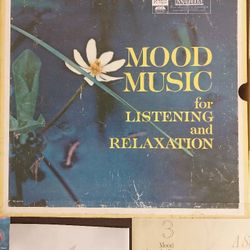 MOOD
MUSIC
for
LISTENING
and
RELAXATION
3
Mood